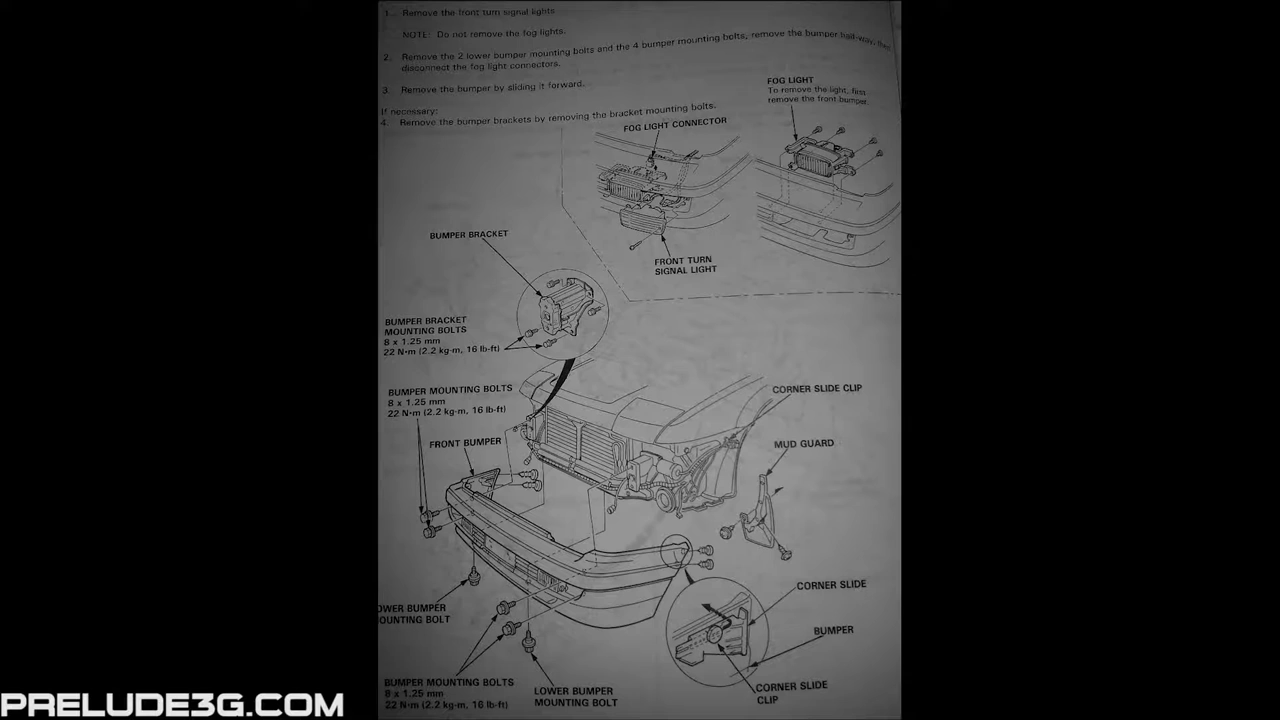 1. Remove the front turn signal lights
NOTE: Do not remove the fog lights.
2. Remove the 2 lower bumper mounting bolts and the 4 bumper mounting bolts, remove the bumper half-way, then
disconnect the fog light connectors.
3. Remove the bumper by sliding it forward.
If necessary:
4. Remove the bumper brackets by removing the bracket mounting bolts.
FOG LIGHT
To remove the light, first
remove the front bumper.
FOG LIGHT CONNECTOR
FRONT TURN
SIGNAL LIGHT
BUMPER BRACKET
BUMPER BRACKET
MOUNTING BOLTS
8 x 1.25 mm
22 N·m (2.2 kg-m, 16 lb-ft)
BUMPER MOUNTING BOLTS
8 x 1.25 mm
22 N·m (2.2 kg-m, 16 lb-ft)
FRONT BUMPER
CORNER SLIDE CLIP
MUD GUARD
CORNER SLIDE
BUMPER
CORNER SLIDE
CLIP
OWER BUMPER
OUNTING BOLT
BUMPER MOUNTING BOLTS
8 x 1.25 mm
22 N·m (2.2 kg-m, 16 lb-ft)
LOWER BUMPER
MOUNTING BOLT
PRELUDE3G.COM